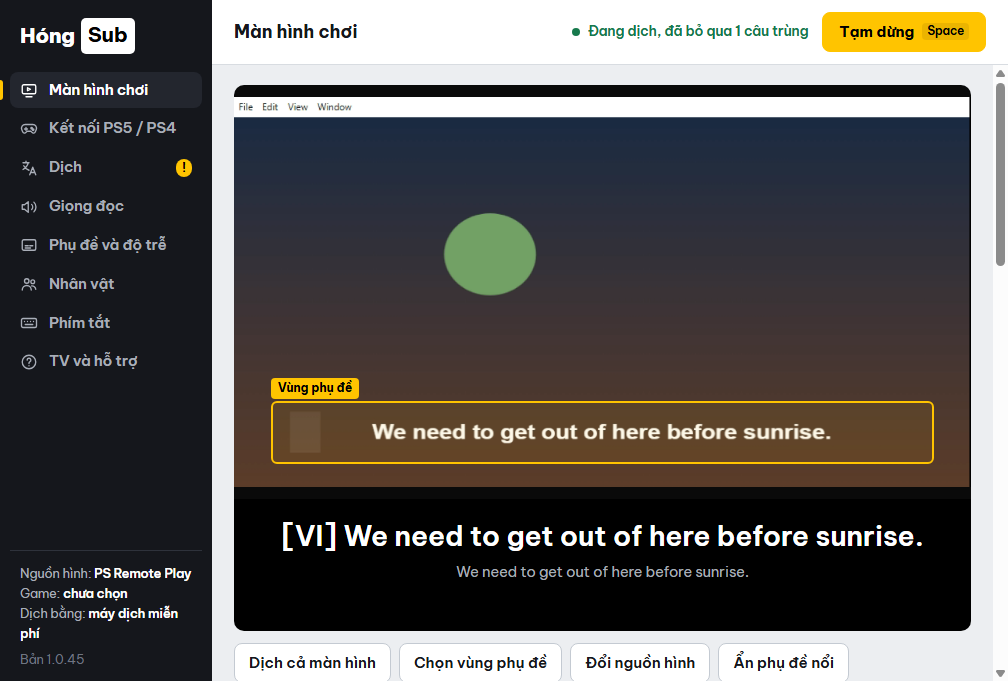 Hóng Sub
Màn hình chơi
Kết nối PS5 / PS4
Dịch
!
Giọng đọc
Phụ đề và độ trễ
Nhân vật
Phím tắt
TV và hỗ trợ
Nguồn hình: PS Remote Play
Game: chưa chọn
Dịch bằng: máy dịch miễn
phí
Bản 1.0.45
Màn hình chơi
Đang dịch, đã bỏ qua 1 câu trùng
Tạm dừng Space
File Edit View Window
Vùng phụ đề
We need to get out of here before sunrise.
[VI] We need to get out of here before sunrise.
We need to get out of here before sunrise.
Dịch cả màn hình
Chọn vùng phụ đề
Đổi nguồn hình
Ẩn phụ đề nổi